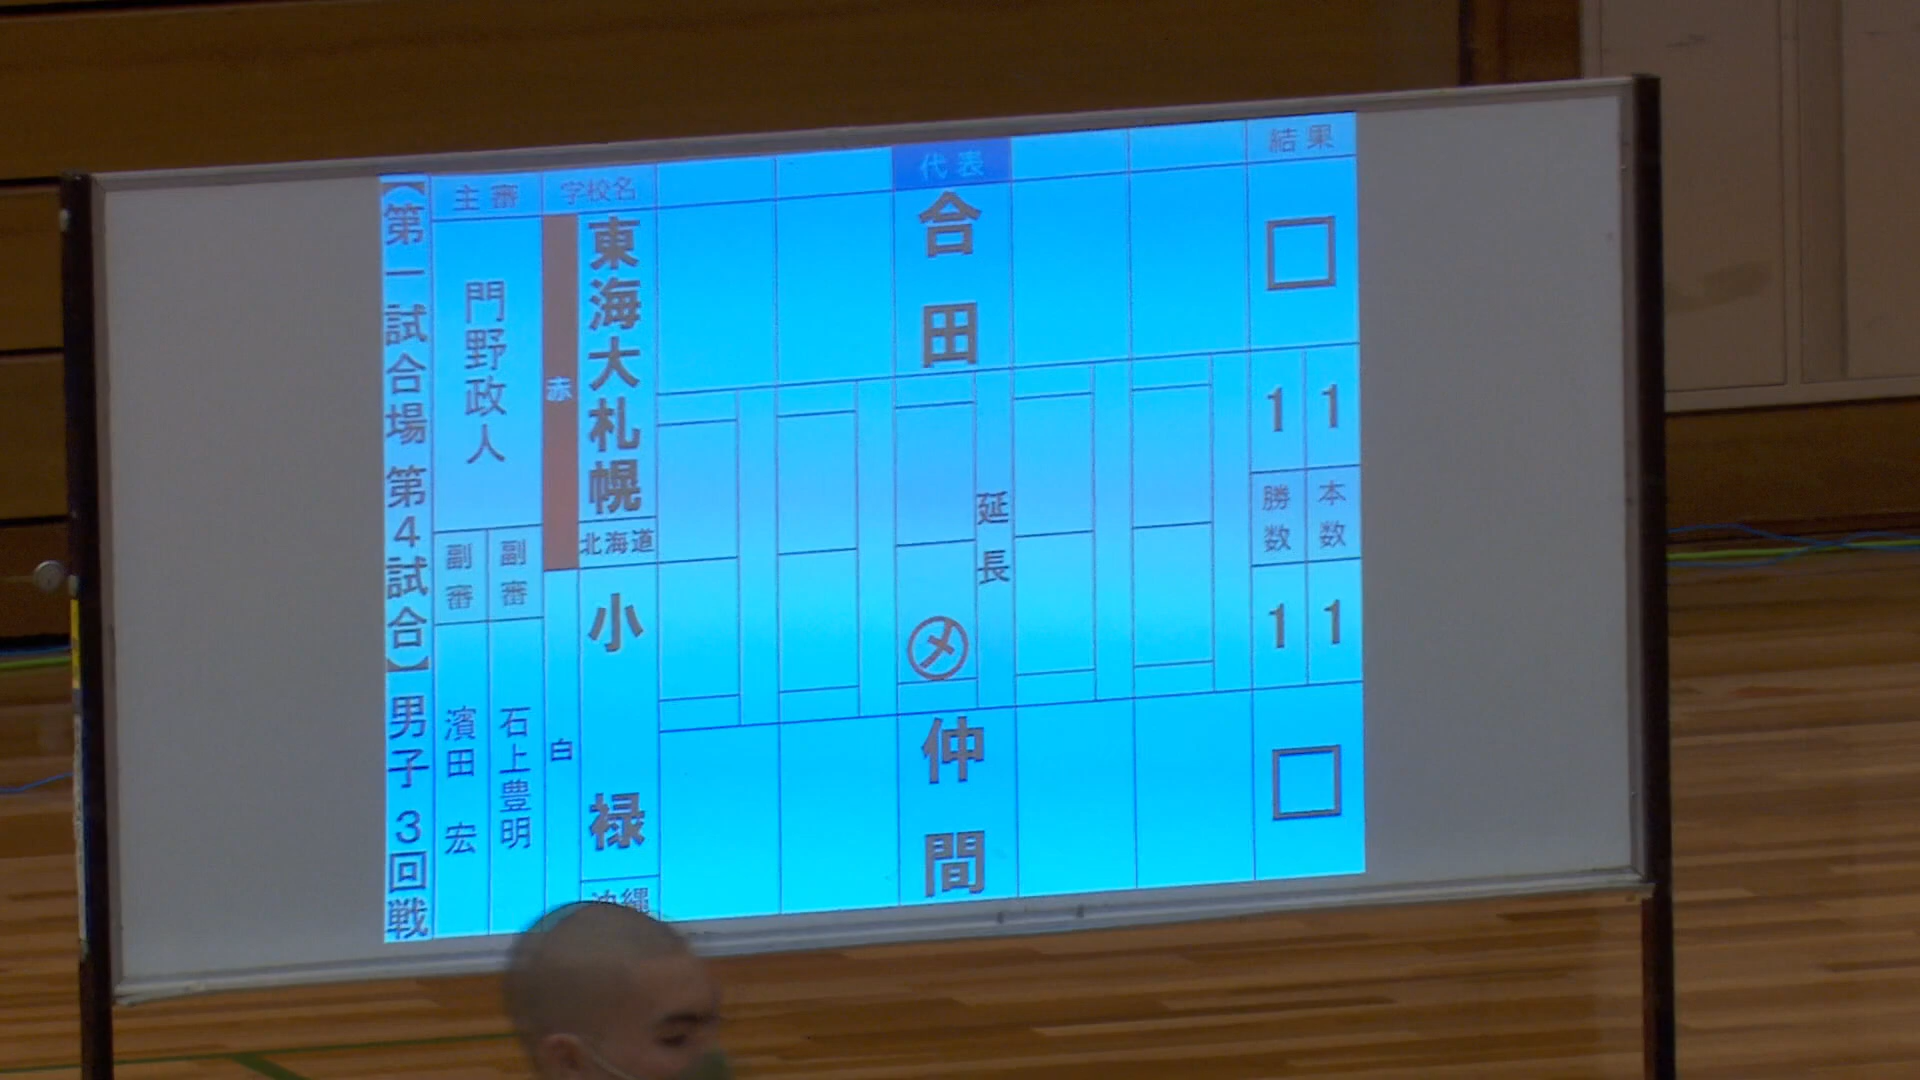 【第一試合場 第４試合】男子 ３回戦
主審
門野政人
副審
濱田 宏
副審
石上豊明
学校名
赤
東海大札幌
北海道
白
小禄
沖縄
代表
合田
延長
㋱
仲間
結果
□
1 1
勝数 本数
1 1
□